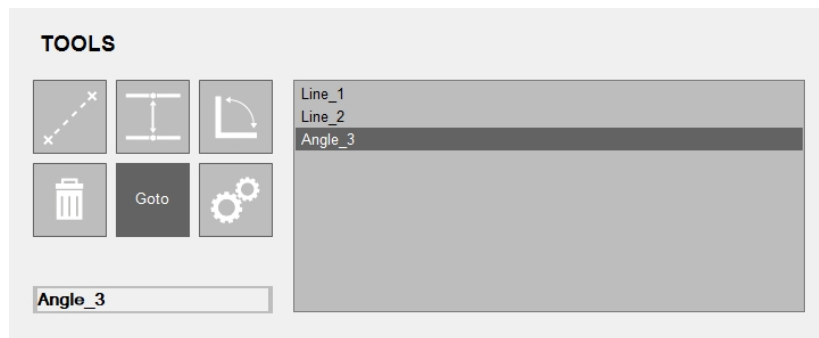 TOOLS
Line_1
Line_2
Angle_3
Goto
Angle_3